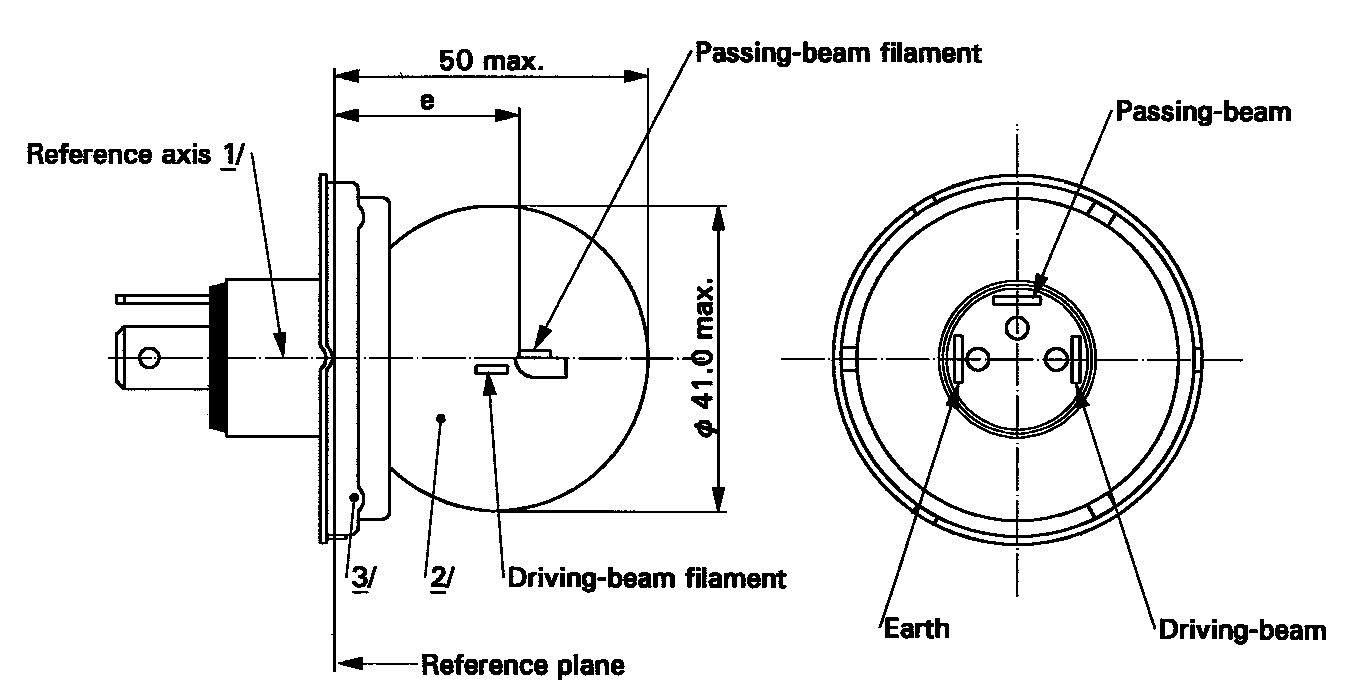 Passing-beam filament
50 max.
e
Passing-beam
Reference axis 1/
ϕ 41.0 max.
3/
2/
Driving-beam filament
Earth
Driving-beam
Reference plane